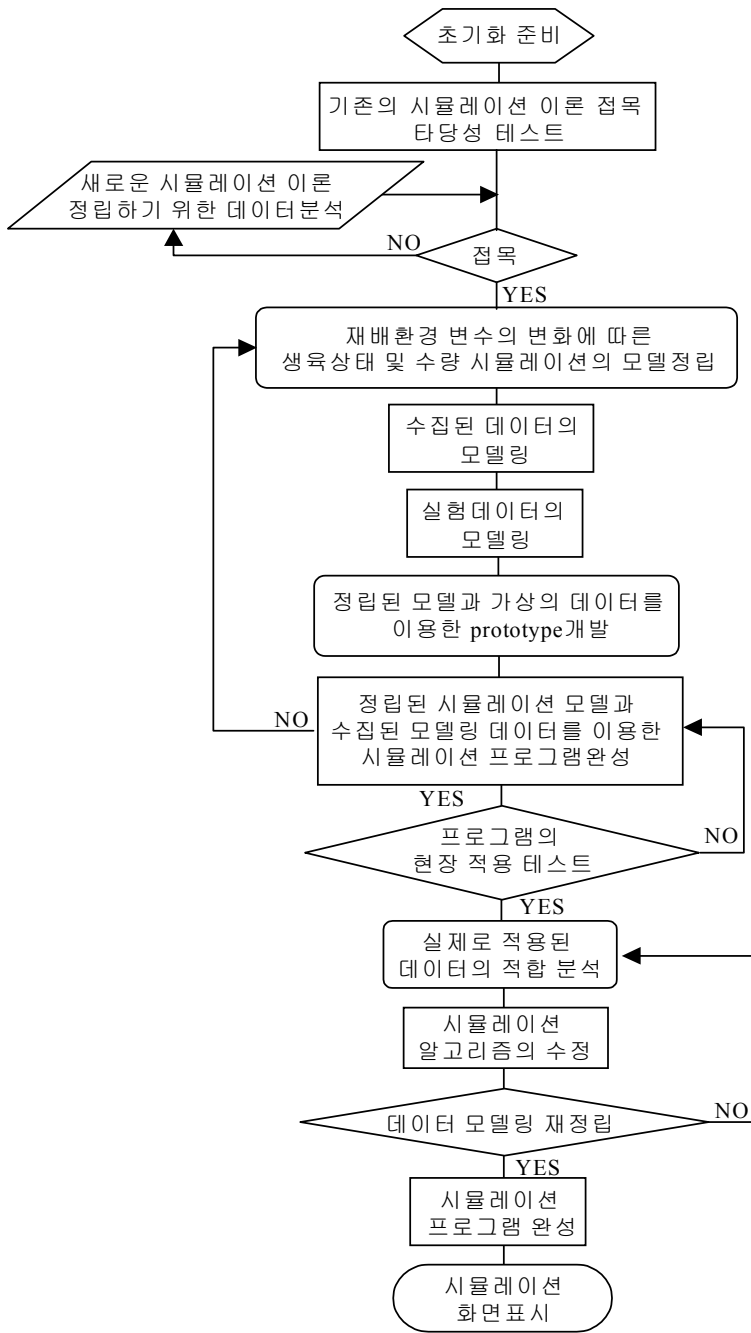 초기화 준비
기존의 시뮬레이션 이론 접목
타당성 테스트
새로운 시뮬레이션 이론
정립하기 위한 데이터분석
NO
접목
YES
재배환경 변수의 변화에 따른
생육상태 및 수량 시뮬레이션의 모델정립
수집된 데이터의
모델링
실험데이터의
모델링
정립된 모델과 가상의 데이터를
이용한 prototype개발
정립된 시뮬레이션 모델과
수집된 모델링 데이터를 이용한
시뮬레이션 프로그램완성
NO
YES
프로그램의
현장 적용 테스트
NO
YES
실제로 적용된
데이터의 적합 분석
시뮬레이션
알고리즘의 수정
데이터 모델링 재정립
NO
YES
시뮬레이션
프로그램 완성
시뮬레이션
화면표시